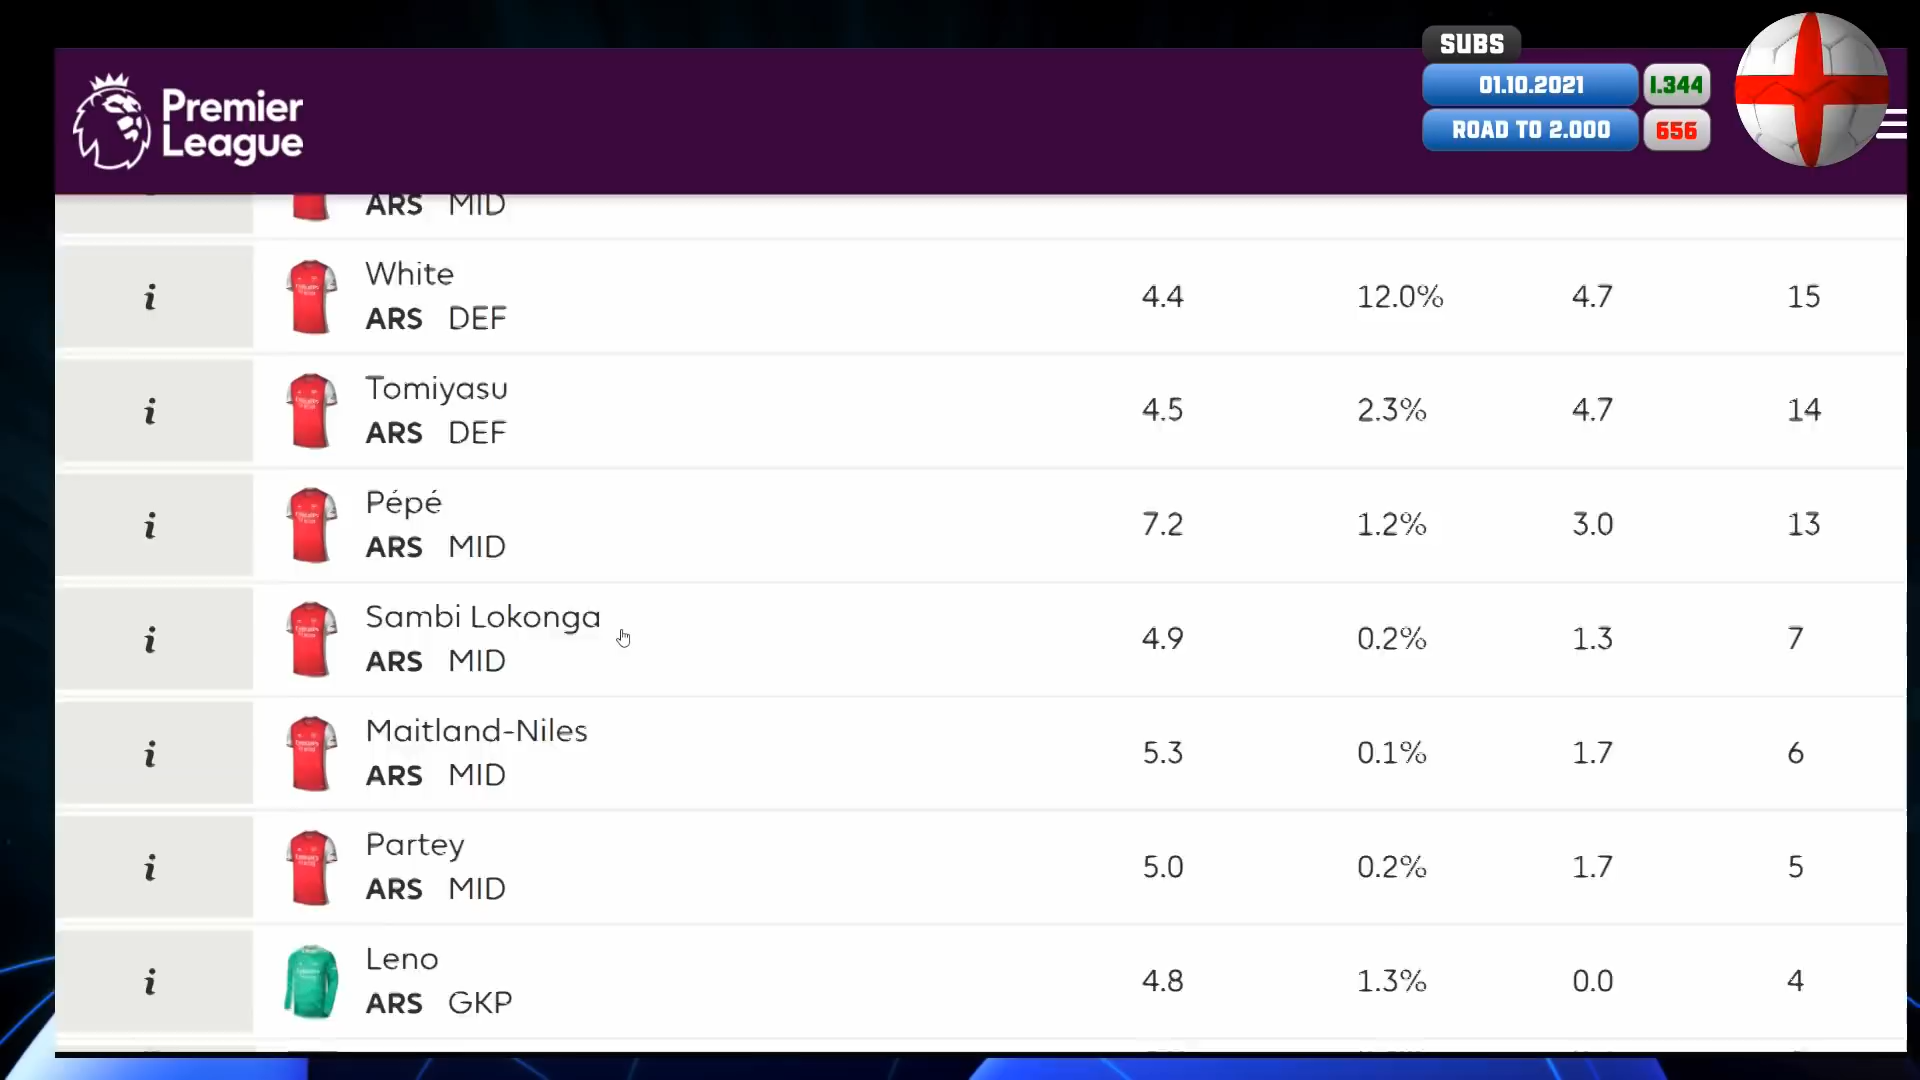 SUBS
01.10.2021 1.344
ROAD TO 2.000 656
Premier
League
ARS MID
White
ARS DEF
4.4 12.0% 4.7 15
Tomiyasu
ARS DEF
4.5 2.3% 4.7 14
Pépé
ARS MID
7.2 1.2% 3.0 13
Sambi Lokonga
ARS MID
4.9 0.2% 1.3 7
Maitland-Niles
ARS MID
5.3 0.1% 1.7 6
Partey
ARS MID
5.0 0.2% 1.7 5
Leno
ARS GKP
4.8 1.3% 0.0 4